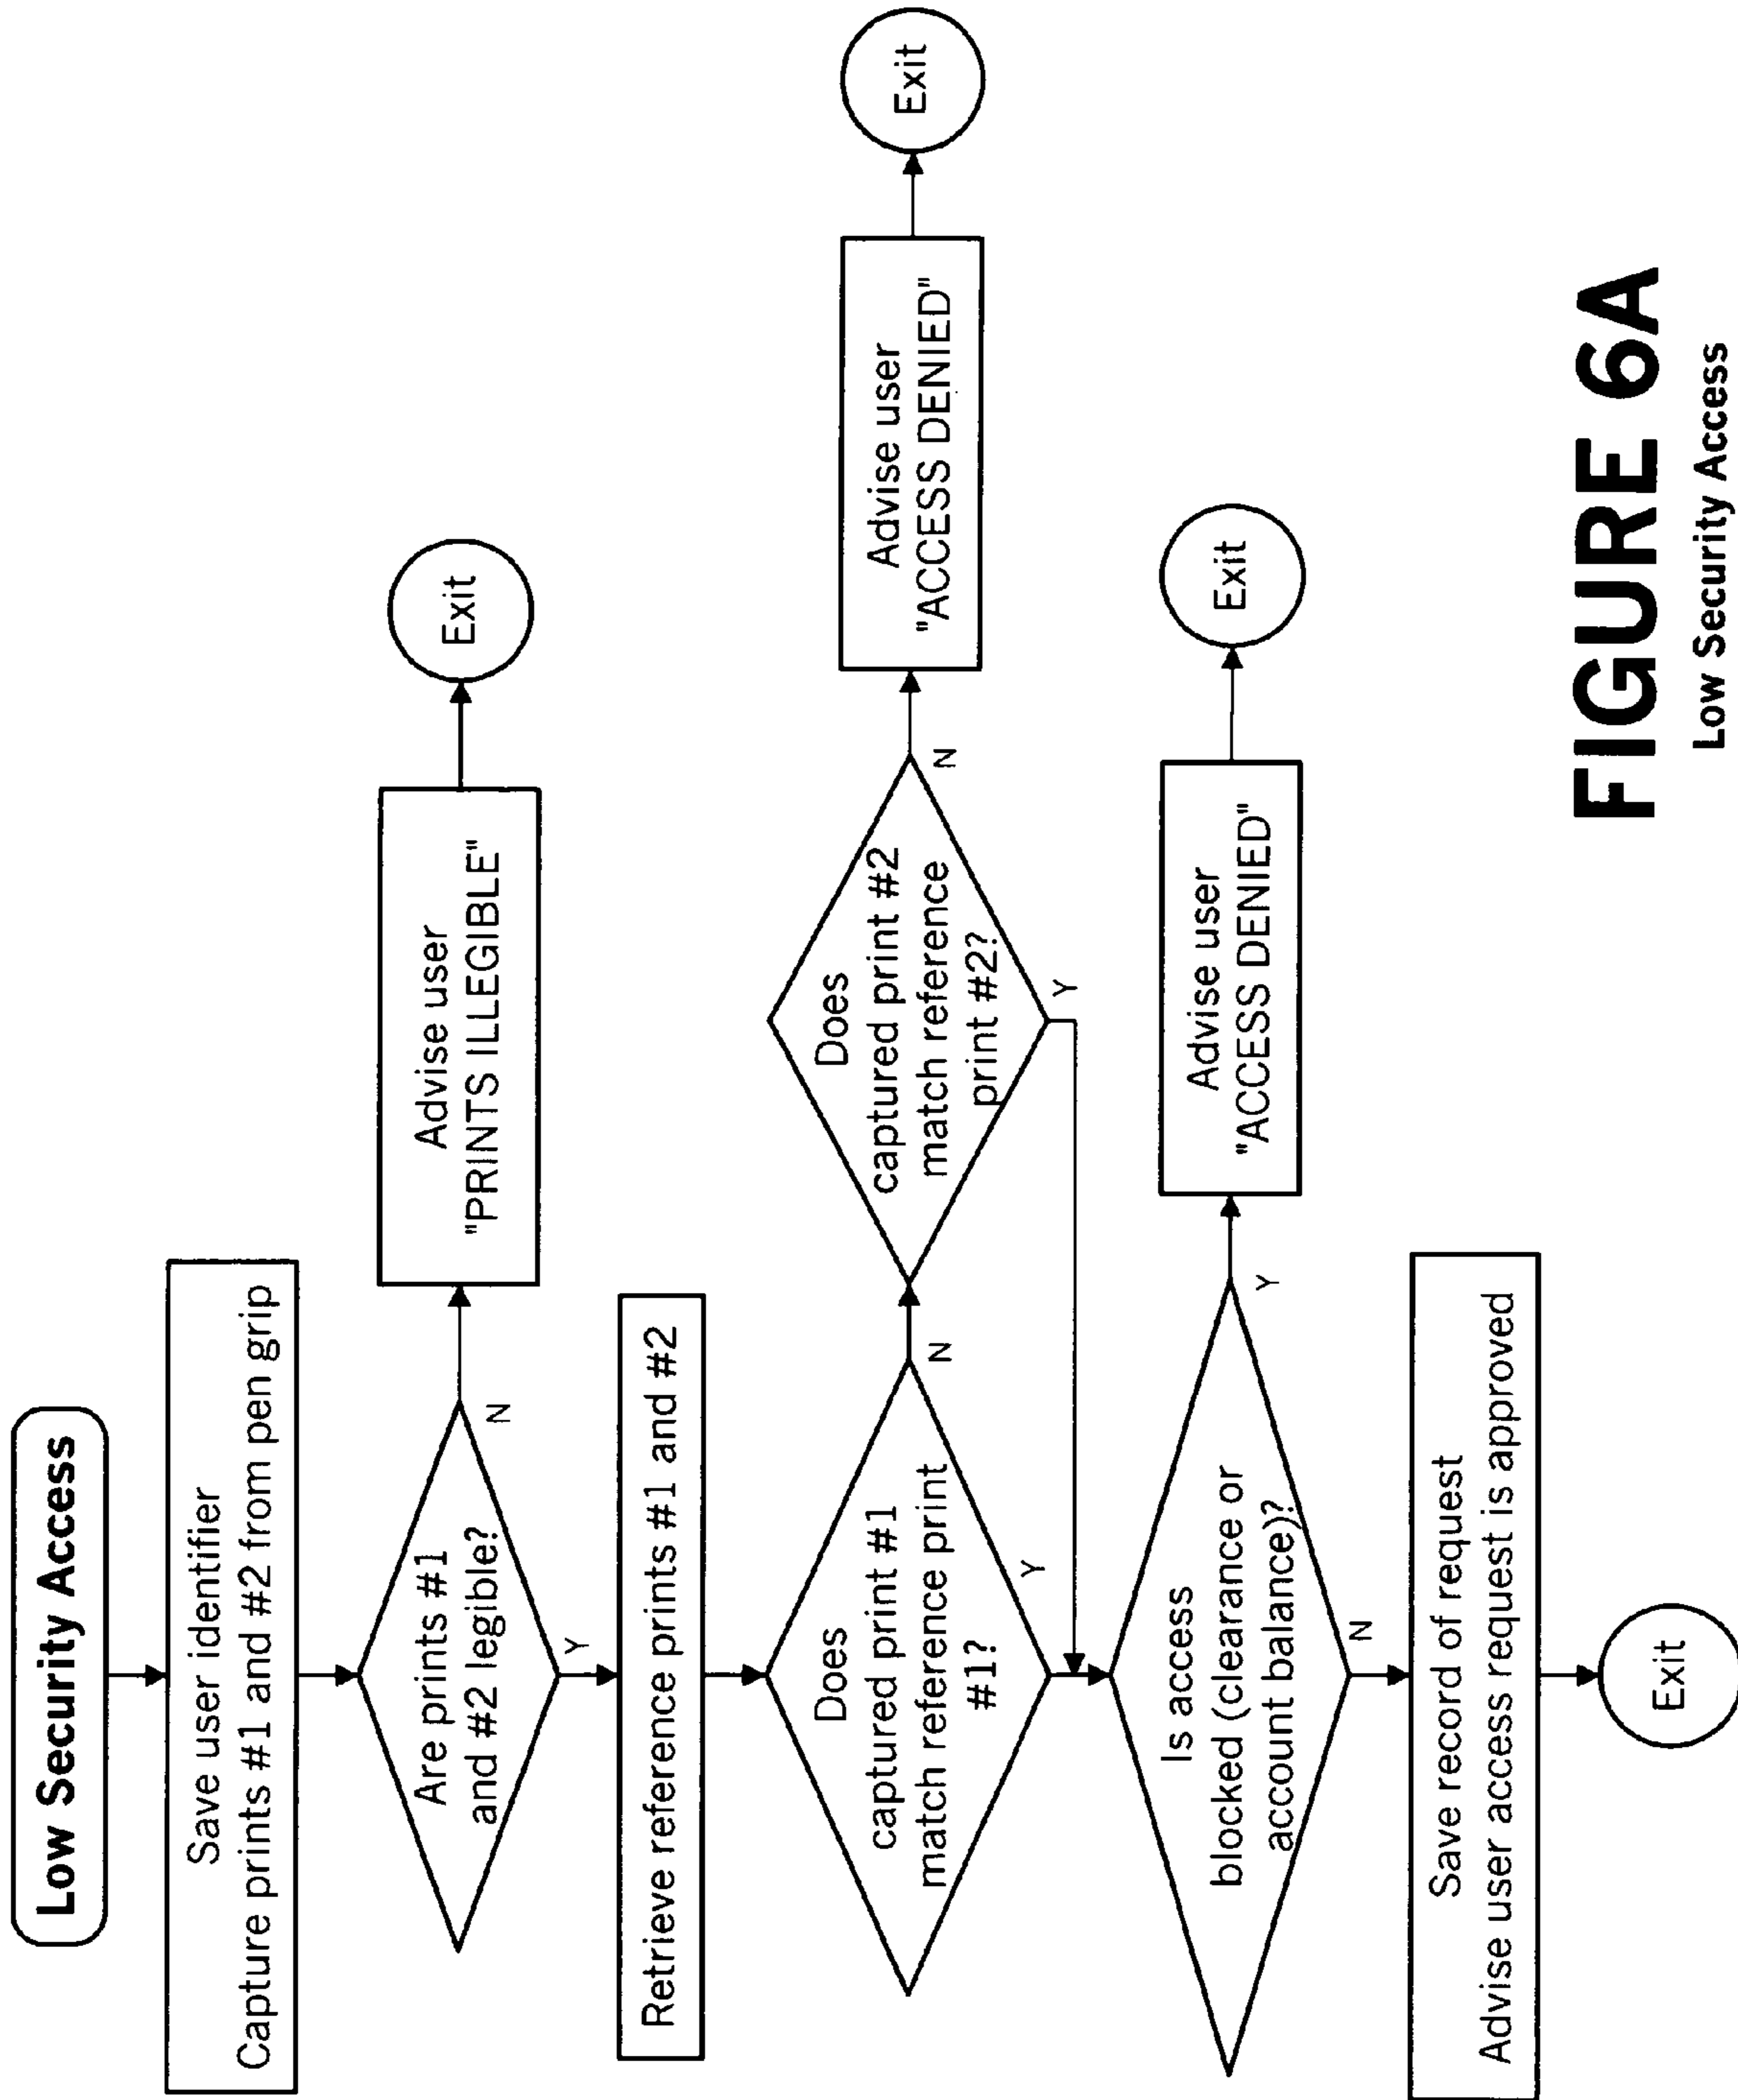 Low Security Access
Save user identifier
Capture prints #1 and #2 from pen grip
Are prints #1
and #2 legible?
N
Advise user
"PRINTS ILLEGIBLE"
Exit
Y
Retrieve reference prints #1 and #2
Does
captured print #1
match reference print
#1?
N
Does
captured print #2
match reference
print #2?
N
Advise user
"ACCESS DENIED"
Exit
Y
Y
Is access
blocked (clearance or
account balance)?
Y
Advise user
"ACCESS DENIED"
Exit
N
Save record of request
Advise user access request is approved
Exit
FIGURE 6A
Low Security Access